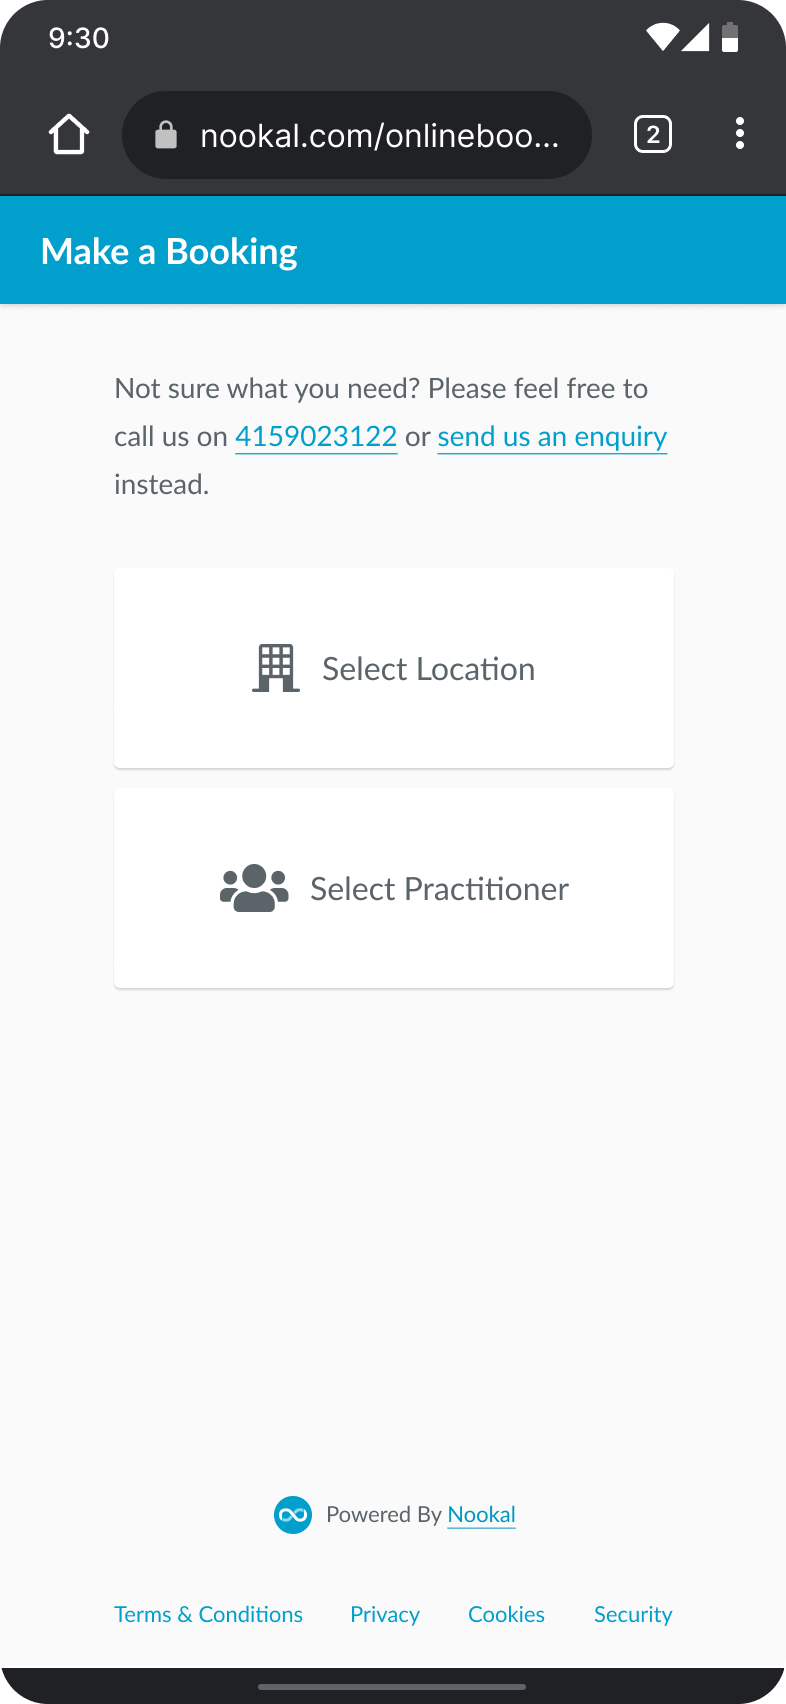 9:30
nookal.com/onlineboo...
2
Make a Booking
Not sure what you need? Please feel free to
call us on 4159023122 or send us an enquiry
instead.
Select Location
Select Practitioner
Powered By Nookal
Terms & Conditions Privacy Cookies Security